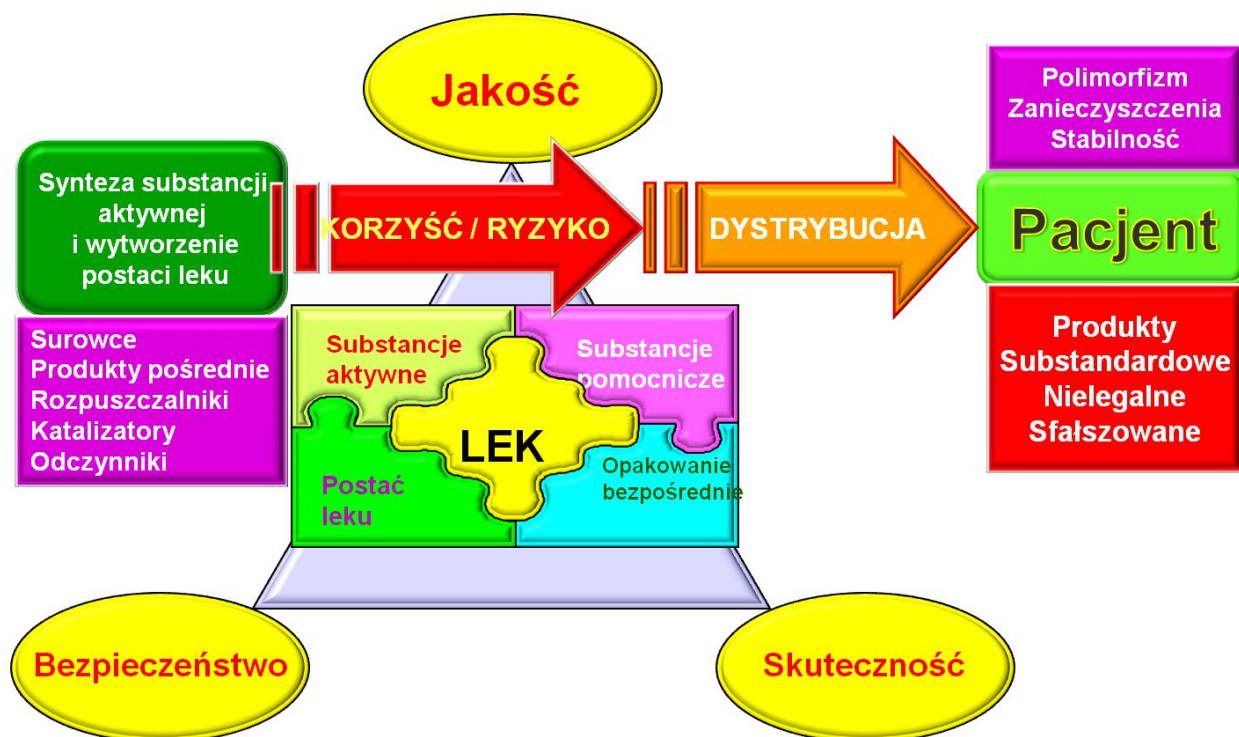 Jakość
Polimorfizm
Zanieczyszczenia
Stabilność
Synteza substancji
aktywnej
i wytworzenie
postaci leku
KORZYŚĆ / RYZYKO
DYSTRYBUCJA
Pacjent
Surowce
Produkty pośrednie
Rozpuszczalniki
Katalizatory
Odczynniki
Substancje
aktywne
Substancje
pomocnicze
LEK
Postać
leku
Opakowanie
bezpośrednie
Produkty
Substandardowe
Nielegalne
Sfałszowane
Bezpieczeństwo
Skuteczność